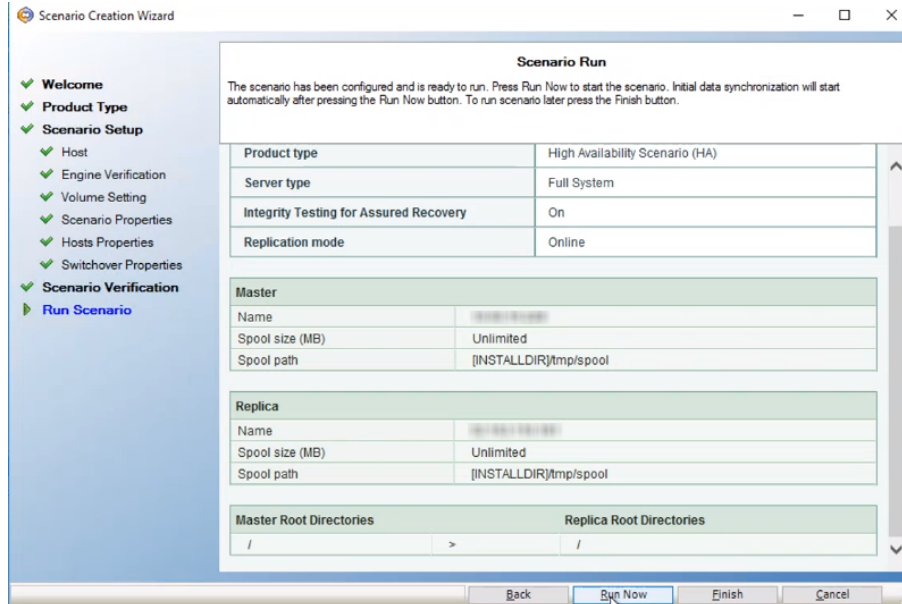 Scenario Creation Wizard
Welcome
Product Type
Scenario Setup
Host
Engine Verification
Volume Setting
Scenario Properties
Hosts Properties
Switchover Properties
Scenario Verification
Run Scenario
Scenario Run
The scenario has been configured and is ready to run. Press Run Now to start the scenario. Initial data synchronization will start
automatically after pressing the Run Now button. To run scenario later press the Finish button.
Product type High Availability Scenario (HA)
Server type Full System
Integrity Testing for Assured Recovery On
Replication mode Online
Master
Name
Spool size (MB) Unlimited
Spool path [INSTALLDIR]/tmp/spool
Replica
Name
Spool size (MB) Unlimited
Spool path [INSTALLDIR]/tmp/spool
Master Root Directories Replica Root Directories
/ > /
Back Run Now Finish Cancel